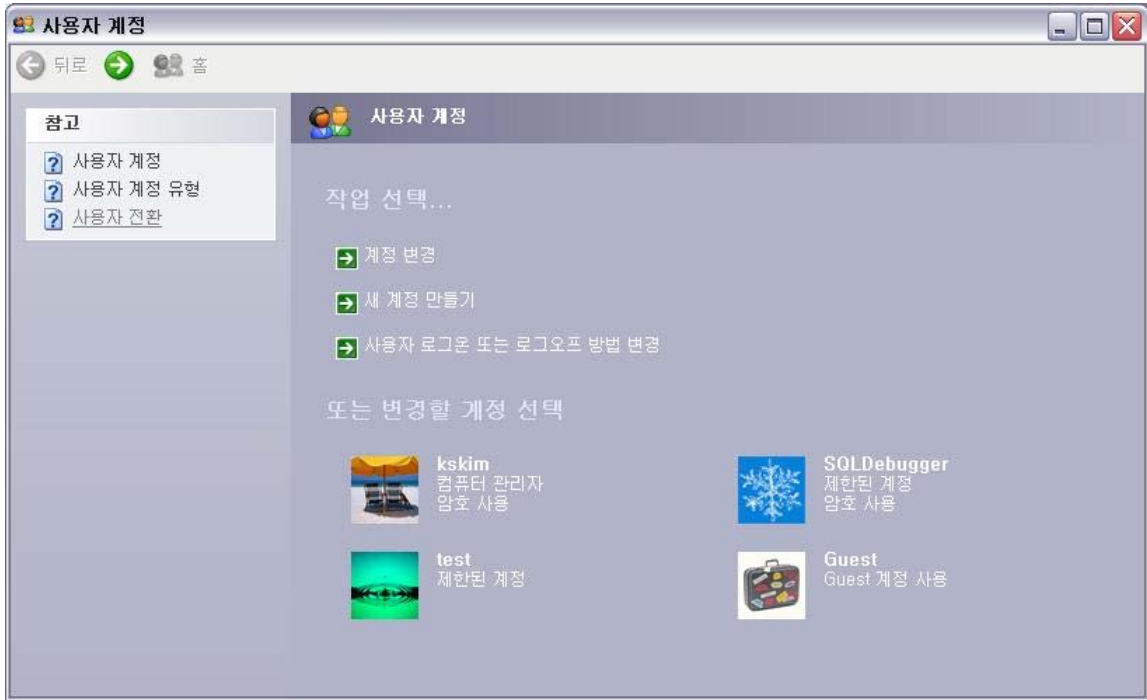 사용자 계정
뒤로 홈
참고
사용자 계정
사용자 계정 유형
사용자 전환
사용자 계정
작업 선택...
계정 변경
새 계정 만들기
사용자 로그온 또는 로그오프 방법 변경
또는 변경할 계정 선택
kskim
컴퓨터 관리자
암호 사용
SQLDebugger
제한된 계정
암호 사용
test
제한된 계정
Guest
Guest 계정 사용